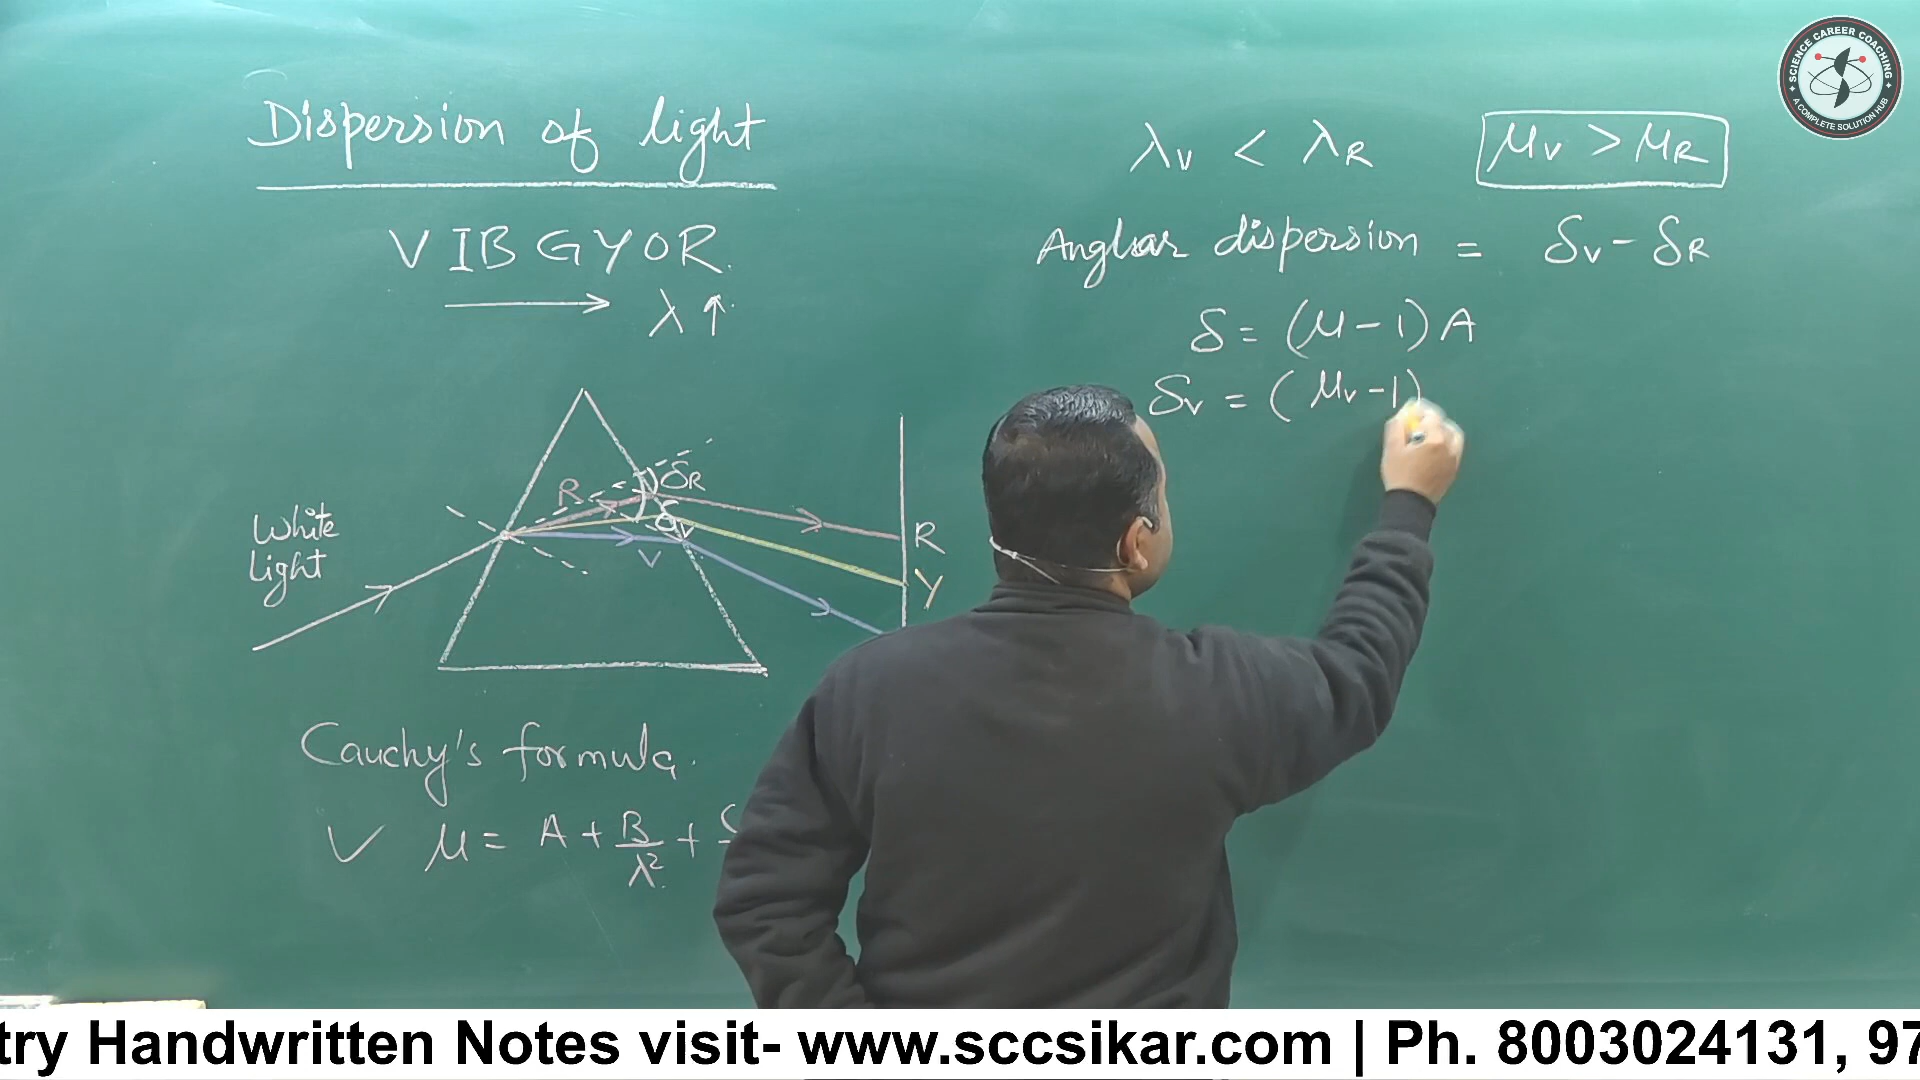 Dispersion of light
VIBGYOR.
→ λ↑
White
light
R
δR
δv
V
R
Y
Cauchy's formula.
✓ μ = A + B/λ² +
λv < λR
μv > μR
Angluar dispersion = δv - δR
δ = (μ - 1) A
δv = (μv - 1)
SCIENCE CAREER COACHING
A COMPLETE SOLUTION HUB
try Handwritten Notes visit- www.sccsikar.com | Ph. 8003024131, 97